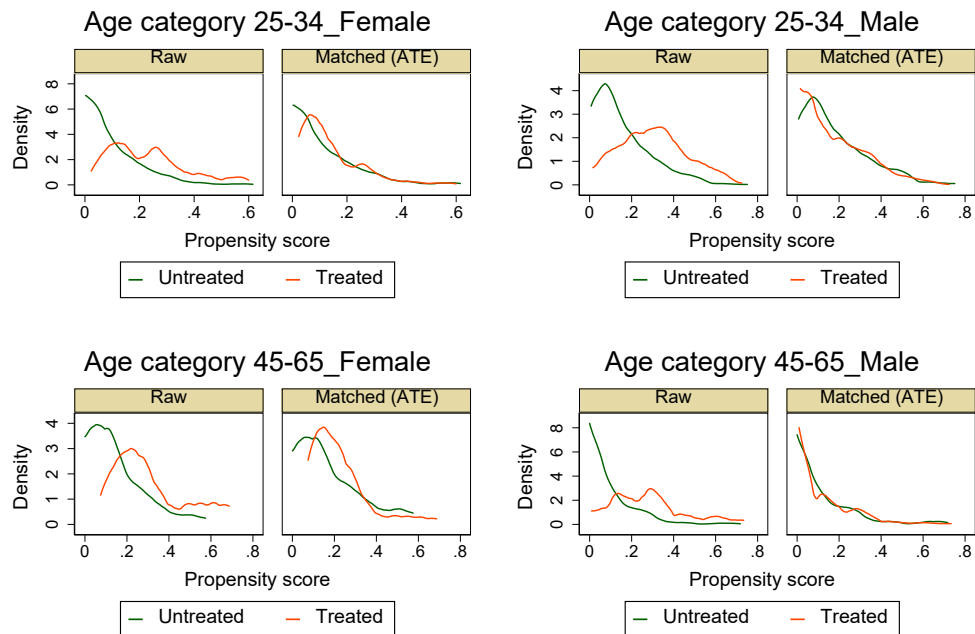 Age category 25-34_Female
Raw
Matched (ATE)
Density
8
6
4
2
0
0 .2 .4 .6
0 .2 .4 .6
Propensity score
Untreated Treated
Age category 25-34_Male
Raw
Matched (ATE)
Density
4
3
2
1
0
0 .2 .4 .6 .8
0 .2 .4 .6 .8
Propensity score
Untreated Treated
Age category 45-65_Female
Raw
Matched (ATE)
Density
4
3
2
1
0
0 .2 .4 .6 .8
0 .2 .4 .6 .8
Propensity score
Untreated Treated
Age category 45-65_Male
Raw
Matched (ATE)
Density
8
6
4
2
0
0 .2 .4 .6 .8
0 .2 .4 .6 .8
Propensity score
Untreated Treated